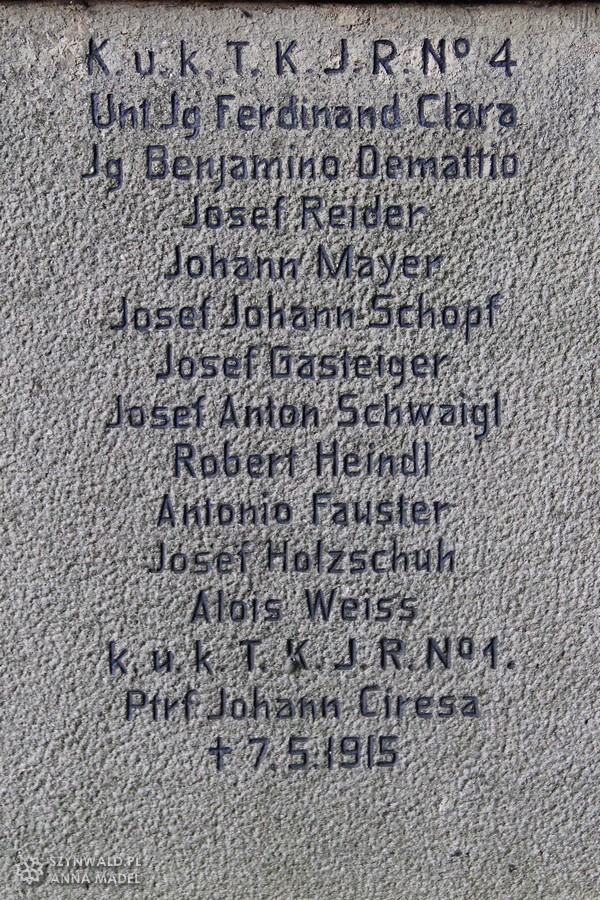 K. u. k. T. K. J. R. Nº 4
Unt Jg Ferdinand Clara
Jg Benjamino Demattio
Josef Reider
Johann Mayer
Josef Johann Schopf
Josef Gasteiger
Josef Anton Schwaigl
Robert Heindl
Antonio Fauster
Josef Holzschuh
Alois Weiss
k. u. k. T. K. J. R. Nº 1.
Ptrf Johann Ciresa
† 7. 5. 1915
SZYNWALD.PL
ANNA MĄDEL